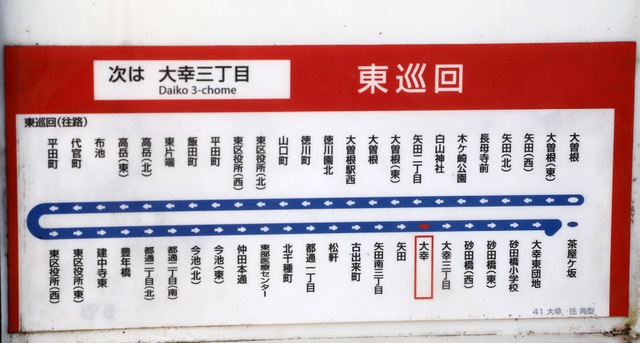 次は 大幸三丁目
Daiko 3-chome
東巡回
東巡回(往路)
平田町
代官町
布池
高岳(東)
高岳(北)
東片端
飯田町
平田町
東区役所(西)
東区役所(北)
山口町
徳川町
徳川園北
大曽根駅西
大曽根
大曽根(東)
矢田二丁目
白山神社
木ケ崎公園
長母寺前
矢田(北)
矢田(西)
大曽根(東)
大曽根
東区役所(西)
東区役所(東)
建中寺東
豊年橋
都通二丁目(北)
都通二丁目(南)
今池(北)
今池(東)
仲田本通
東部医療センター
北千種町
都通一丁目
松軒
古出来町
矢田南三丁目
矢田
大幸
大幸三丁目
砂田橋(西)
砂田橋(東)
砂田橋小学校
大幸東団地
茶屋ケ坂
41 大幸 往 角型